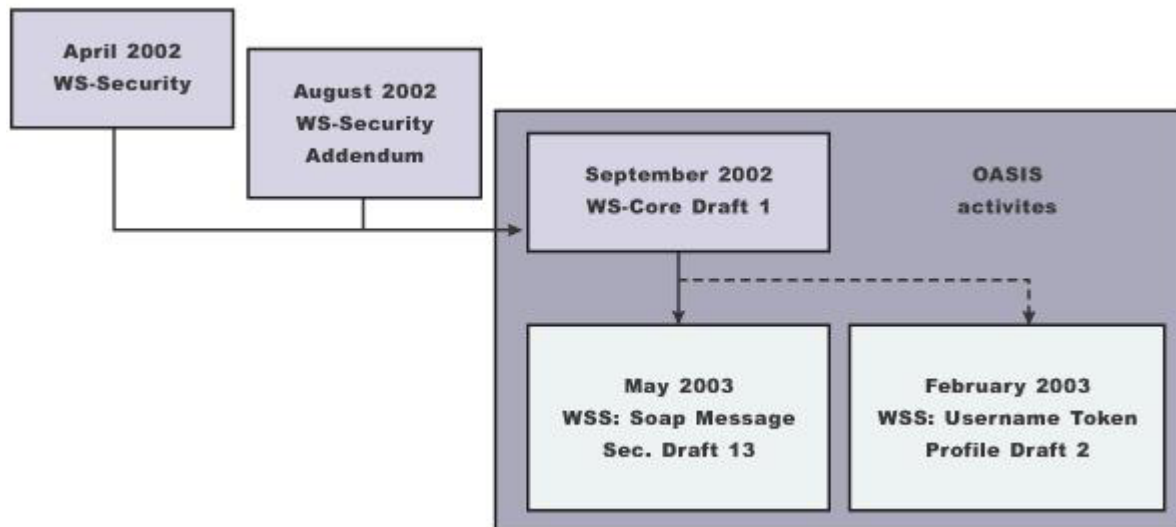 April 2002
WS-Security
August 2002
WS-Security
Addendum
September 2002
WS-Core Draft 1
OASIS
activites
May 2003
WSS: Soap Message
Sec. Draft 13
February 2003
WSS: Username Token
Profile Draft 2